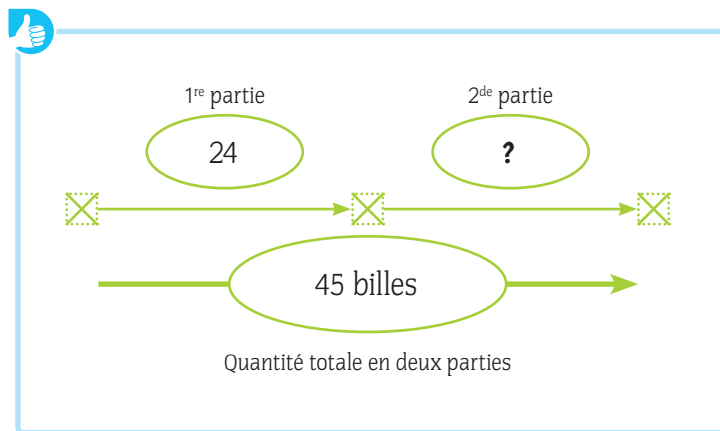 1re partie 2de partie
24 ?
45 billes
Quantité totale en deux parties